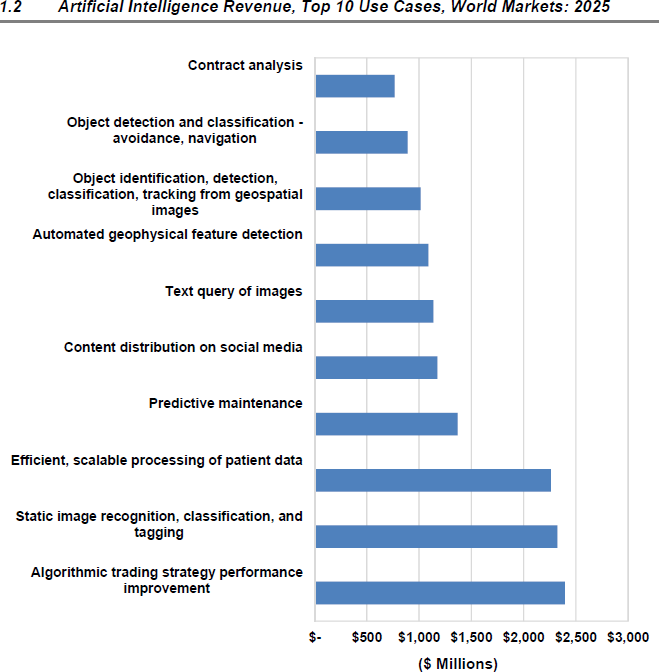 1.2 Artificial Intelligence Revenue, Top 10 Use Cases, World Markets: 2025
Contract analysis
Object detection and classification -
avoidance, navigation
Object identification, detection,
classification, tracking from geospatial
images
Automated geophysical feature detection
Text query of images
Content distribution on social media
Predictive maintenance
Efficient, scalable processing of patient data
Static image recognition, classification, and
tagging
Algorithmic trading strategy performance
improvement
$- $500 $1,000 $1,500 $2,000 $2,500 $3,000
($ Millions)